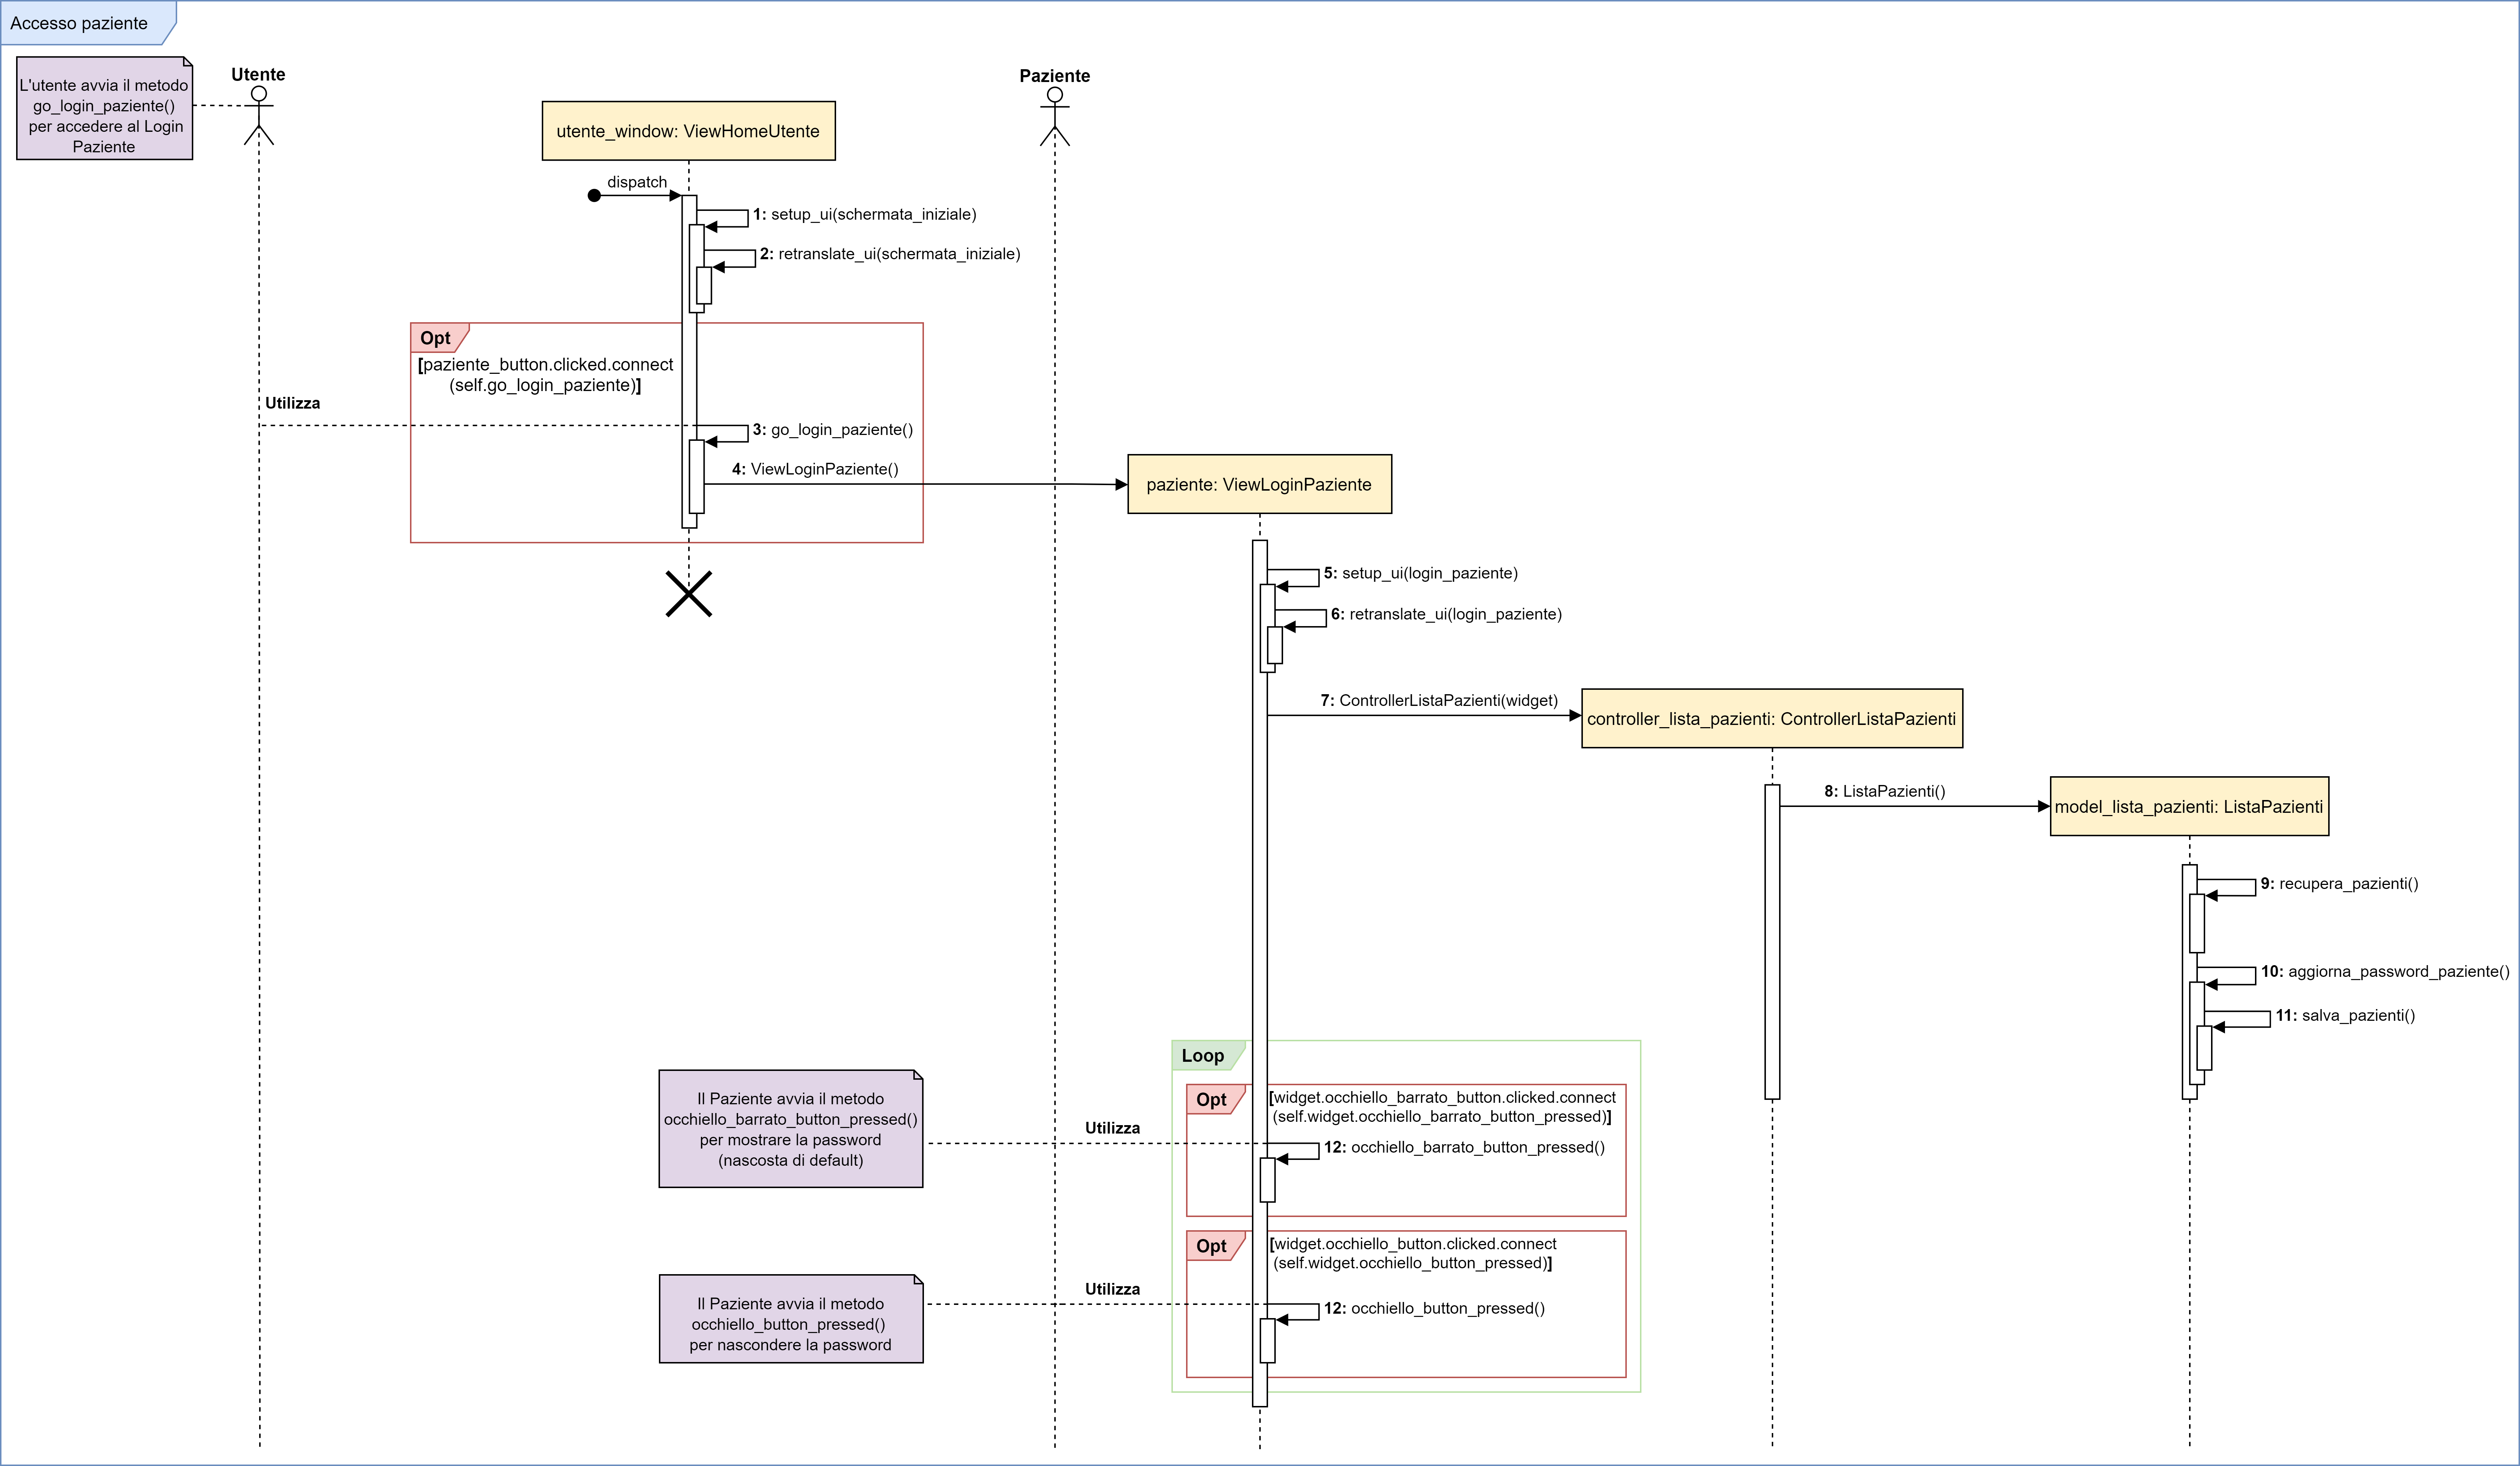 Accesso paziente
L'utente avvia il metodo
go_login_paziente()
per accedere al Login
Paziente
Utente
utente_window: ViewHomeUtente
Paziente
dispatch
1: setup_ui(schermata_iniziale)
2: retranslate_ui(schermata_iniziale)
Opt
[paziente_button.clicked.connect
(self.go_login_paziente)]
Utilizza
3: go_login_paziente()
4: ViewLoginPaziente()
paziente: ViewLoginPaziente
5: setup_ui(login_paziente)
6: retranslate_ui(login_paziente)
7: ControllerListaPazienti(widget)
controller_lista_pazienti: ControllerListaPazienti
8: ListaPazienti()
model_lista_pazienti: ListaPazienti
9: recupera_pazienti()
10: aggiorna_password_paziente()
11: salva_pazienti()
Loop
Opt
[widget.occhiello_barrato_button.clicked.connect
(self.widget.occhiello_barrato_button_pressed)]
Il Paziente avvia il metodo
occhiello_barrato_button_pressed()
per mostrare la password
(nascosta di default)
Utilizza
12: occhiello_barrato_button_pressed()
Opt
[widget.occhiello_button.clicked.connect
(self.widget.occhiello_button_pressed)]
Il Paziente avvia il metodo
occhiello_button_pressed()
per nascondere la password
Utilizza
12: occhiello_button_pressed()